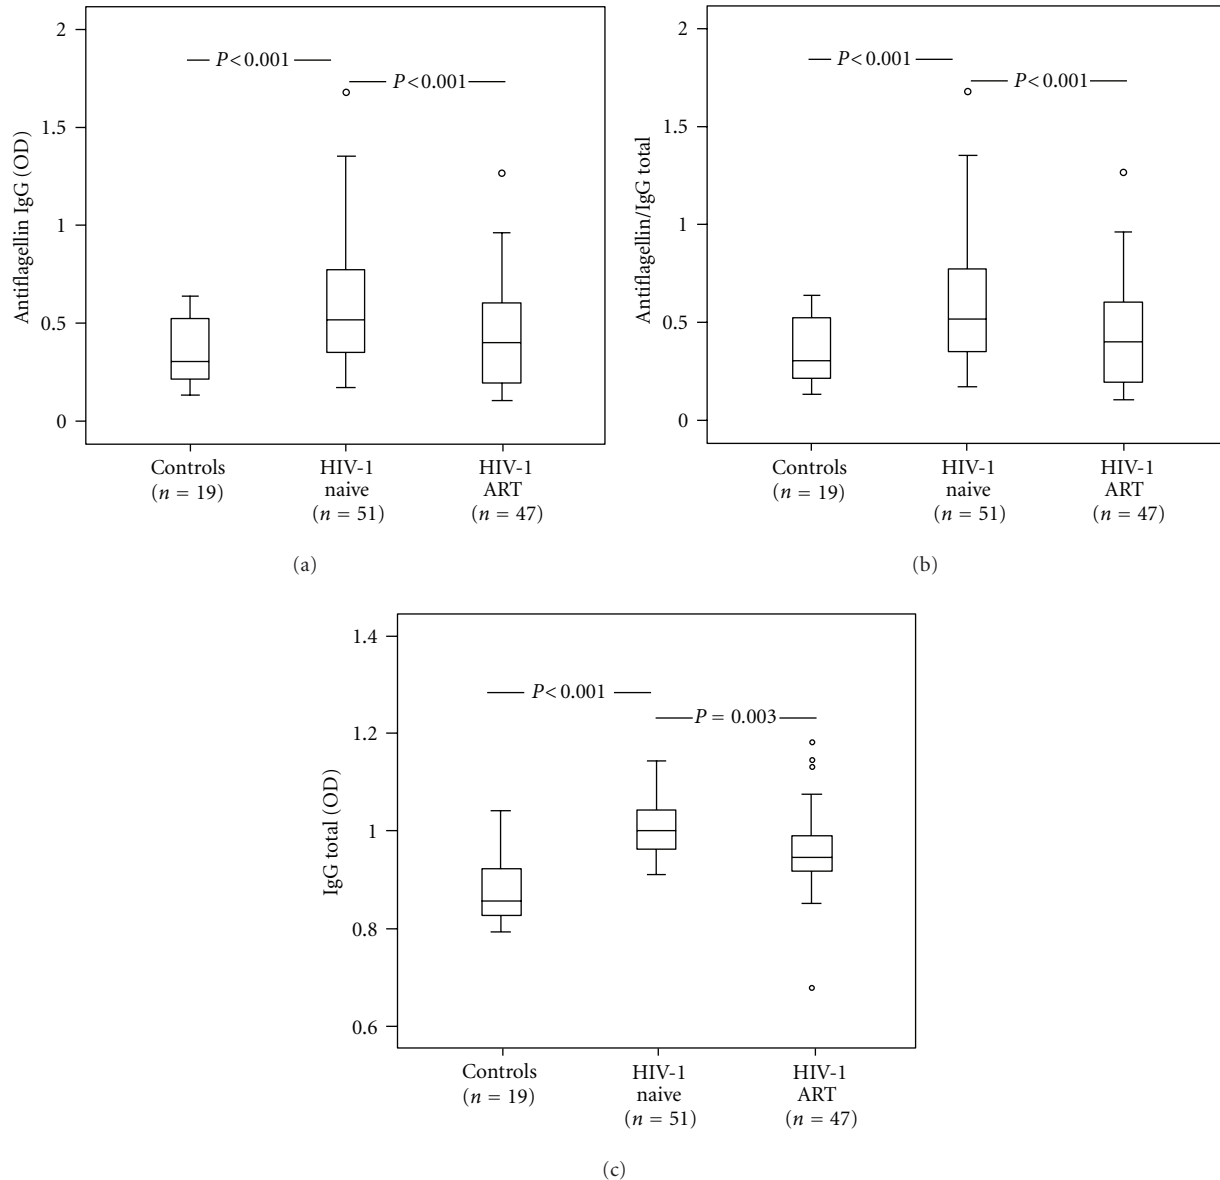 2
1.5
1
0.5
0
Antiflagellin IgG (OD)
P<0.001
P<0.001
Controls
(n = 19)
HIV-1
naive
(n = 51)
HIV-1
ART
(n = 47)
(a)
2
1.5
1
0.5
0
Antiflagellin/IgG total
P<0.001
P<0.001
Controls
(n = 19)
HIV-1
naive
(n = 51)
HIV-1
ART
(n = 47)
(b)
1.4
1.2
1
0.8
0.6
IgG total (OD)
P<0.001
P = 0.003
Controls
(n = 19)
HIV-1
naive
(n = 51)
HIV-1
ART
(n = 47)
(c)